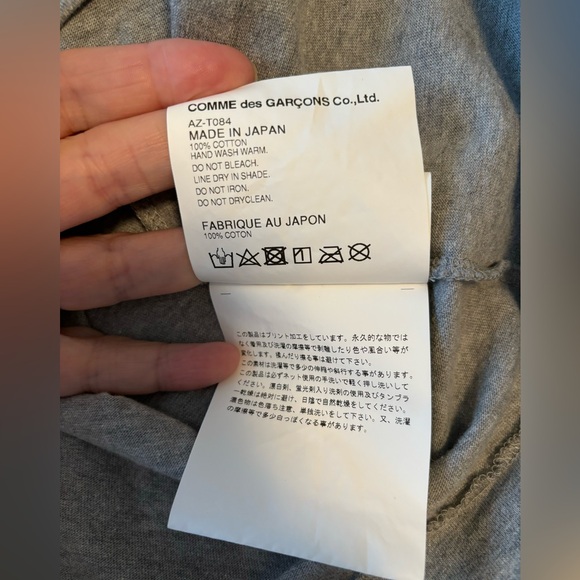 COMME des GARÇONS Co.,Ltd.
AZ-T084
MADE IN JAPAN
100% COTTON
HAND WASH WARM.
DO NOT BLEACH.
LINE DRY IN SHADE.
DO NOT IRON.
DO NOT DRYCLEAN.
FABRIQUE AU JAPON
100% COTON
この製品はプリント加工をしています。永久的な物では
なく着用及び洗濯の摩擦等で剥離したり色や風合い等が
変化します。揉んだり擦る事は避けて下さい。
この素材は洗濯等で多少の伸縮や斜行する事があります。
この製品は必ずネット使用の手洗いで軽く押し洗いして
ください。漂白剤、蛍光剤入り洗剤の使用及びタンブラ
ー乾燥は絶対に避け、日陰で自然乾燥をしてください。
濃色物は色落ち注意、単独洗いをして下さい。又、洗濯
の摩擦等で多少白っぽくなる事があります。